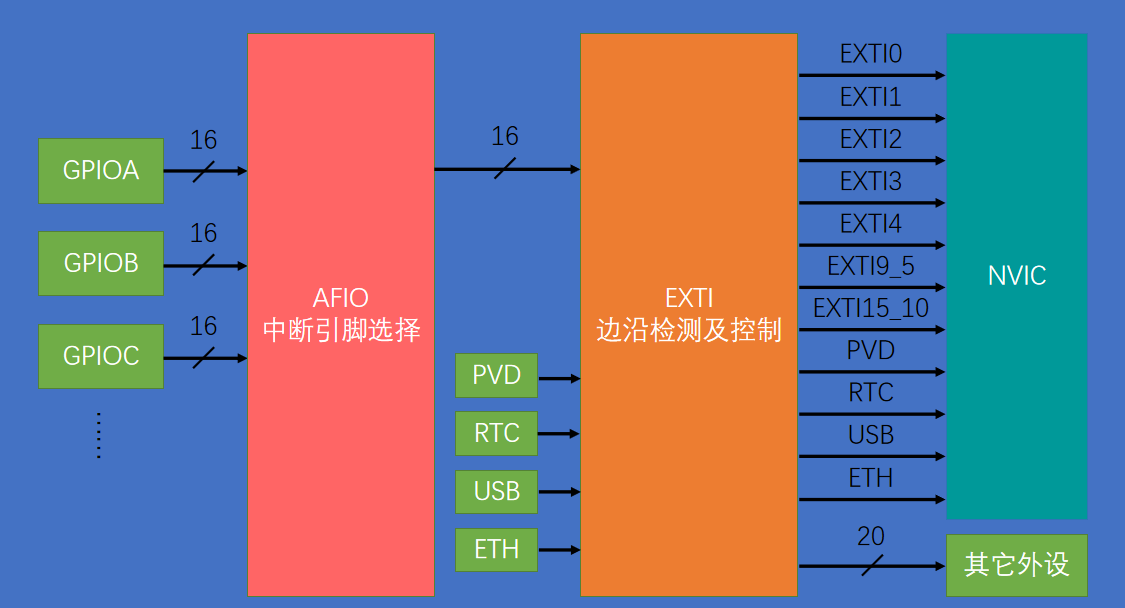 GPIOA
16
GPIOB
16
GPIOC
16
AFIO
中断引脚选择
16
PVD
RTC
USB
ETH
EXTI
边沿检测及控制
EXTI0
EXTI1
EXTI2
EXTI3
EXTI4
EXTI9_5
EXTI15_10
PVD
RTC
USB
ETH
20
NVIC
其它外设